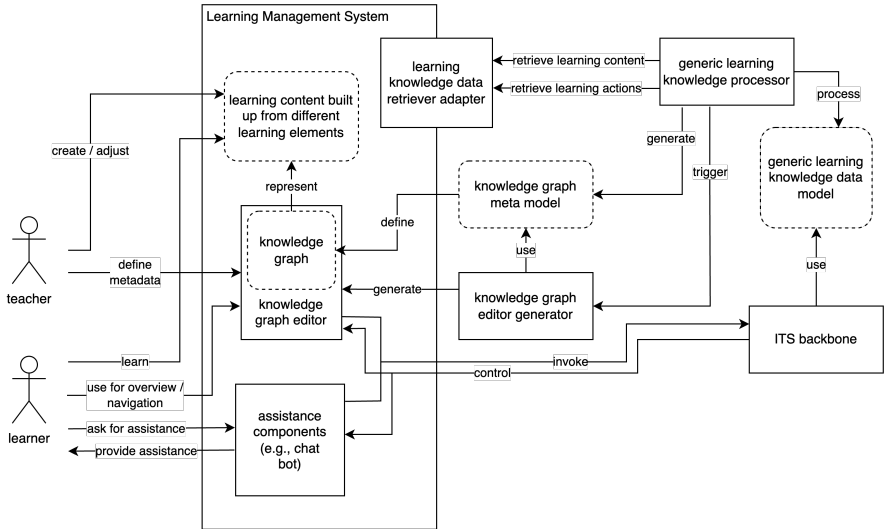 Learning Management System
learning
knowledge data
retriever adapter
retrieve learning content
retrieve learning actions
generic learning
knowledge processor
process
learning content built
up from different
learning elements
create / adjust
generate
trigger
generic learning
knowledge data
model
represent
knowledge graph
meta model
define
knowledge
graph
use
use
teacher
define
metadata
generate
knowledge
graph editor
knowledge graph
editor generator
ITS backbone
learn
invoke
control
use for overview /
navigation
learner
ask for assistance
provide assistance
assistance
components
(e.g., chat
bot)